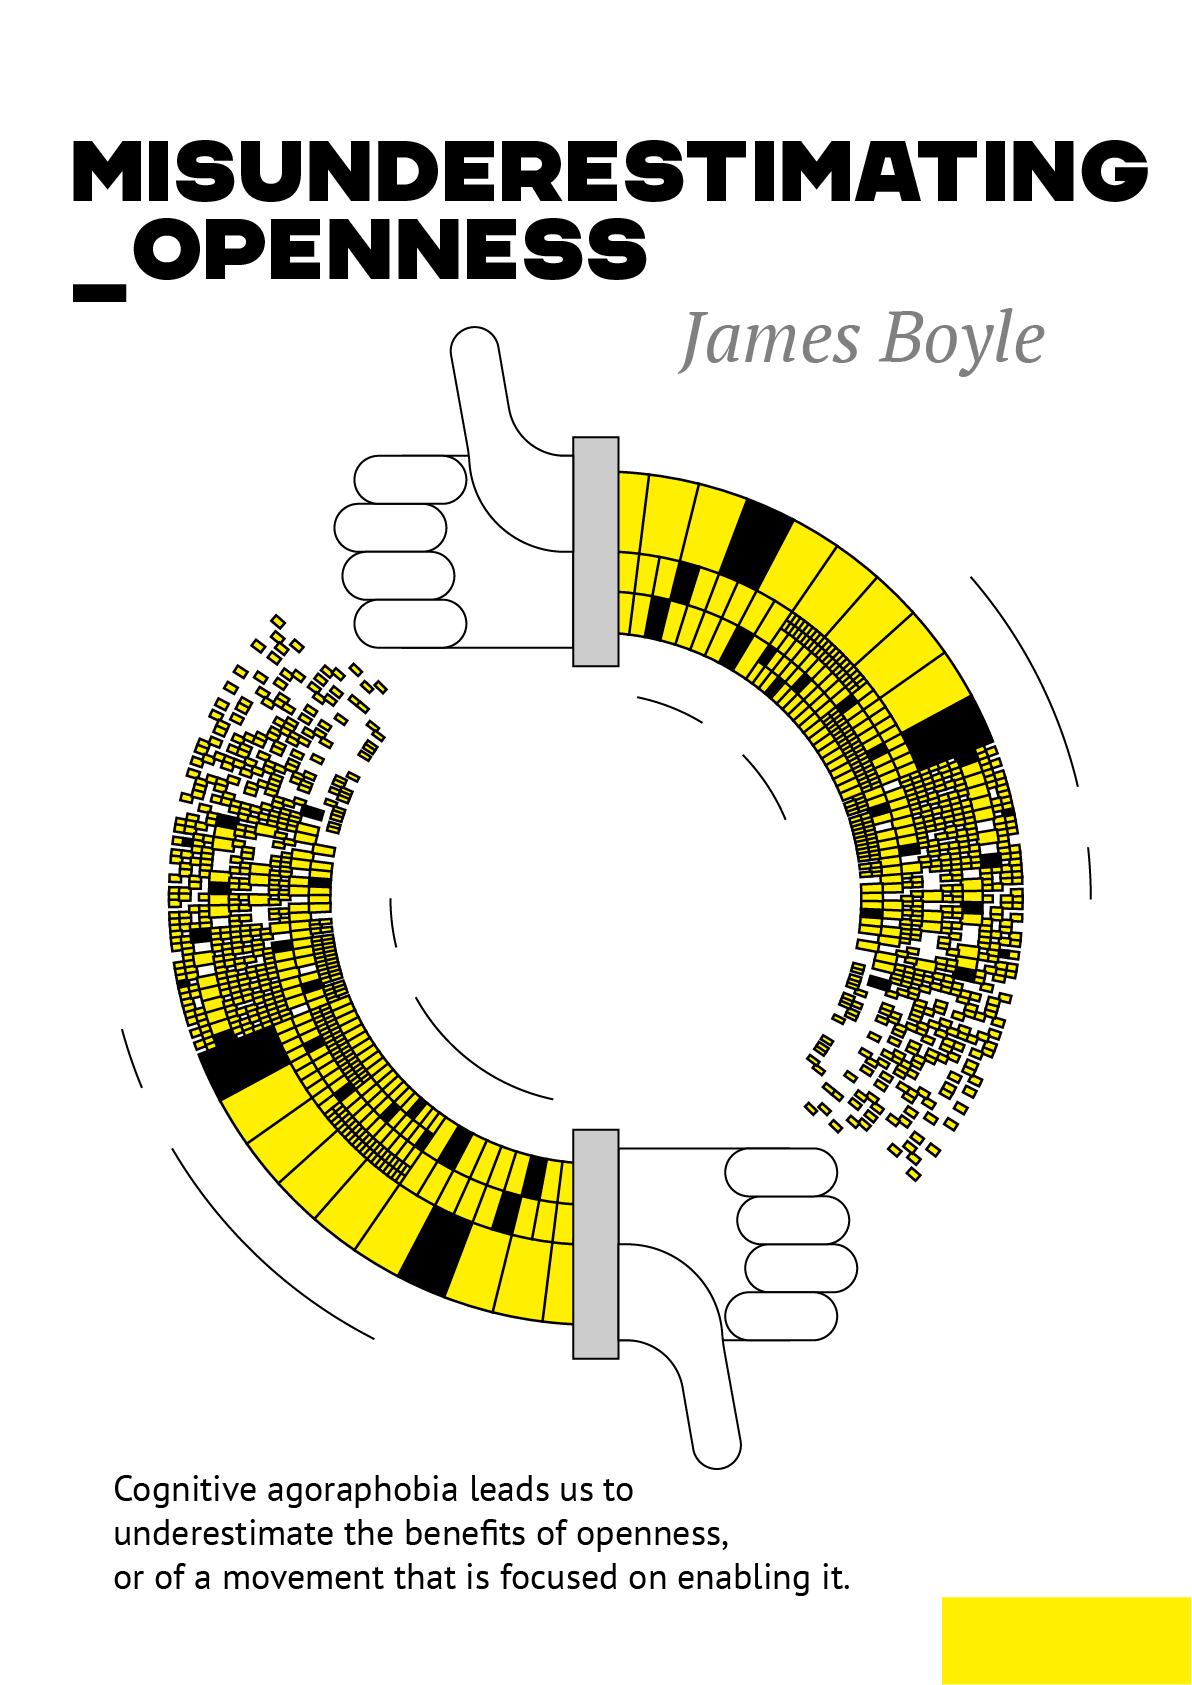 MISUNDERESTIMATING
_OPENNESS
James Boyle
Cognitive agoraphobia leads us to
underestimate the benefits of openness,
or of a movement that is focused on enabling it.